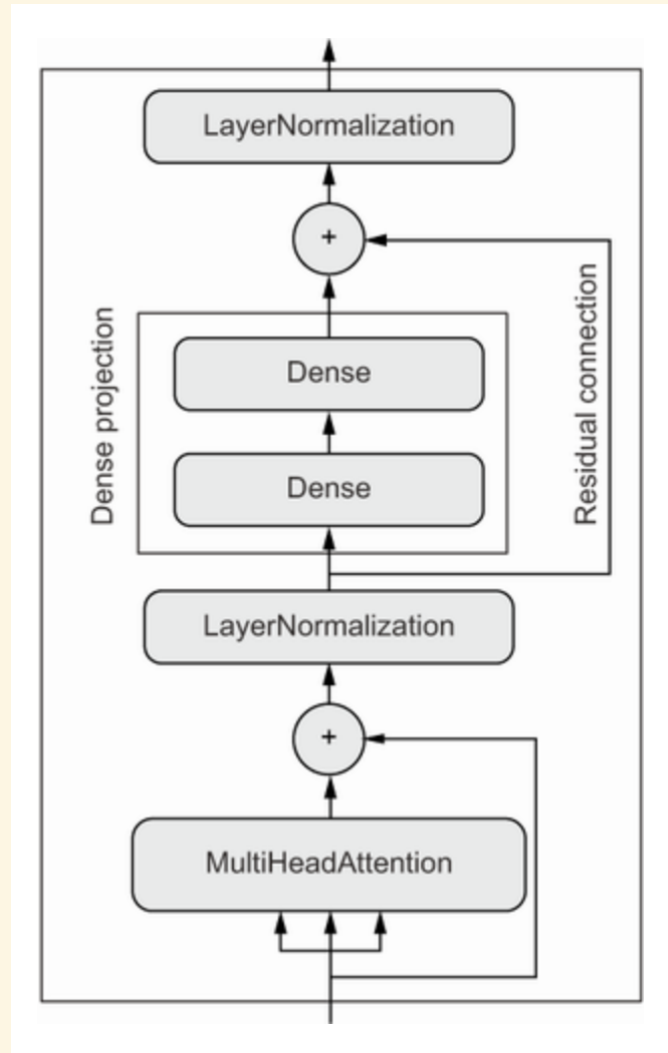 LayerNormalization
+
Dense projection
Dense
Dense
Residual connection
LayerNormalization
+
MultiHeadAttention